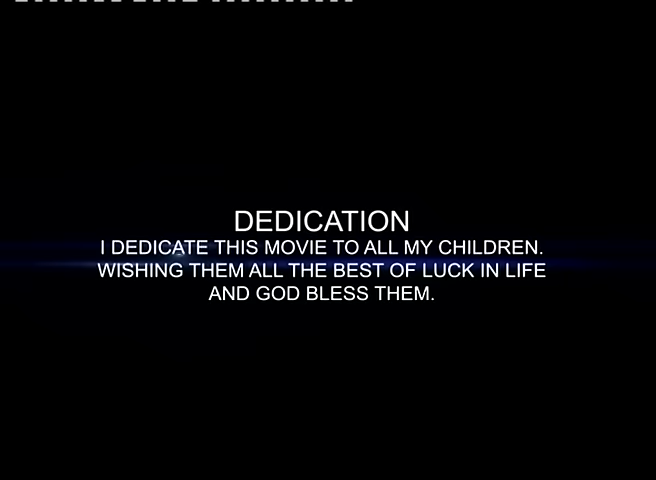 DEDICATION
I DEDICATE THIS MOVIE TO ALL MY CHILDREN.
WISHING THEM ALL THE BEST OF LUCK IN LIFE
AND GOD BLESS THEM.